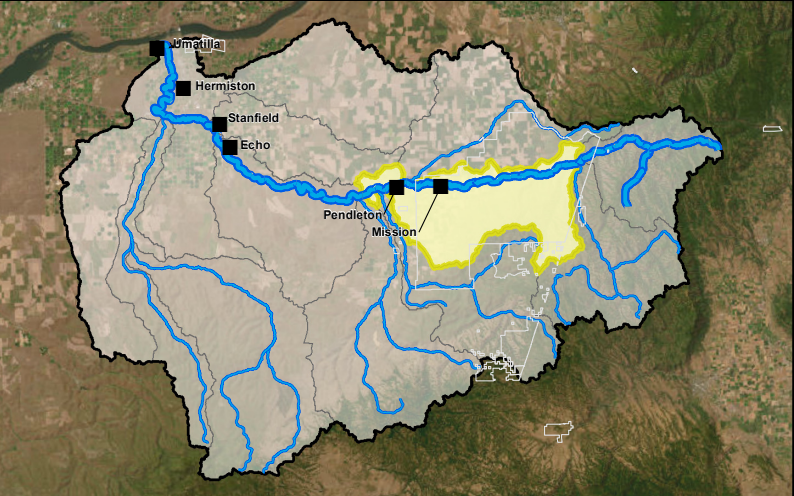 Umatilla
Hermiston
Stanfield
Echo
Pendleton
Mission